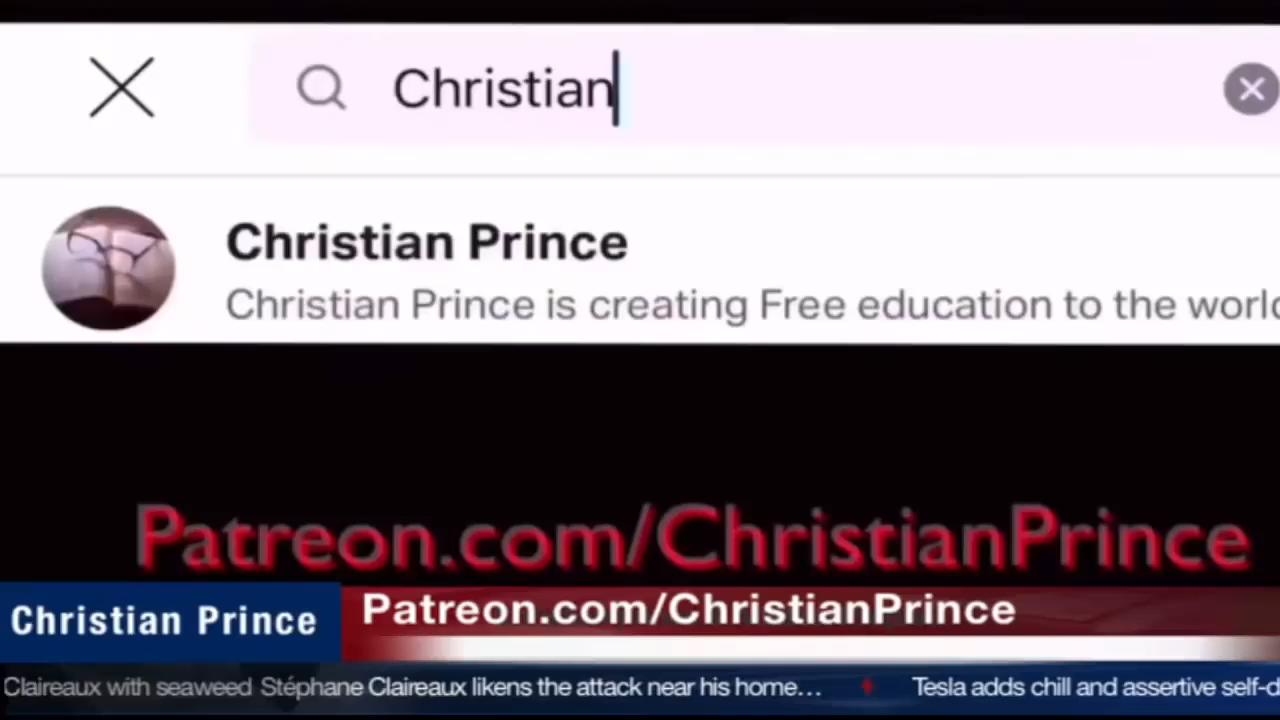 Christian
Christian Prince
Christian Prince is creating Free education to the world
Patreon.com/ChristianPrince
Christian Prince
Patreon.com/ChristianPrince
Claireaux with seaweed Stéphane Claireaux likens the attack near his home… Tesla adds chill and assertive self-d